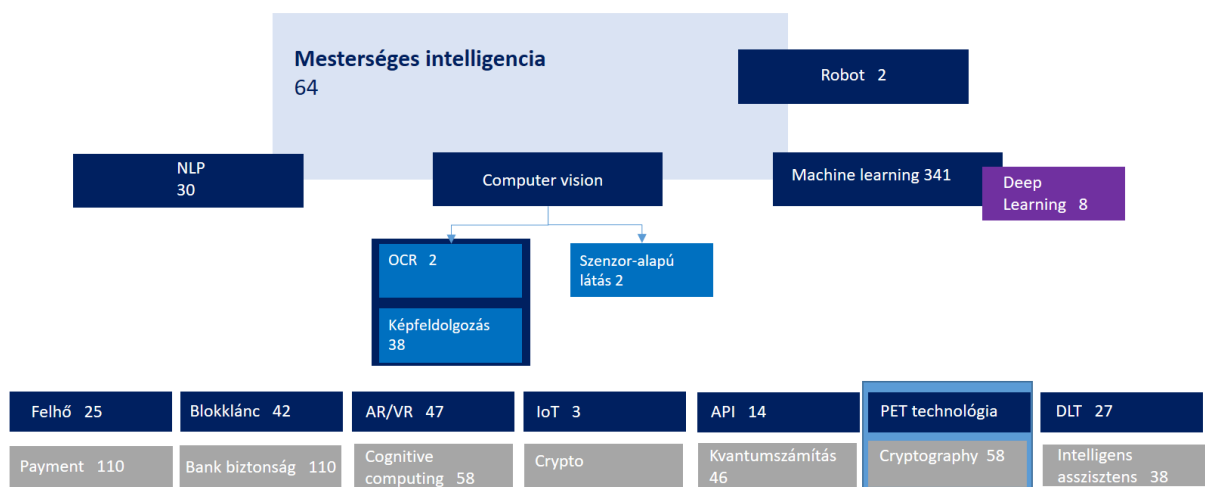 Mesterséges intelligencia
64
Robot 2
NLP
30
Computer vision
Machine learning 341
Deep
Learning 8
OCR 2
Szenzor-alapú
látás 2
Képfeldolgozás
38
Felhő 25
Blokklánc 42
AR/VR 47
IoT 3
API 14
PET technológia
DLT 27
Payment 110
Bank biztonság 110
Cognitive
computing 58
Crypto
Kvantumszámítás
46
Cryptography 58
Intelligens
asszisztens 38